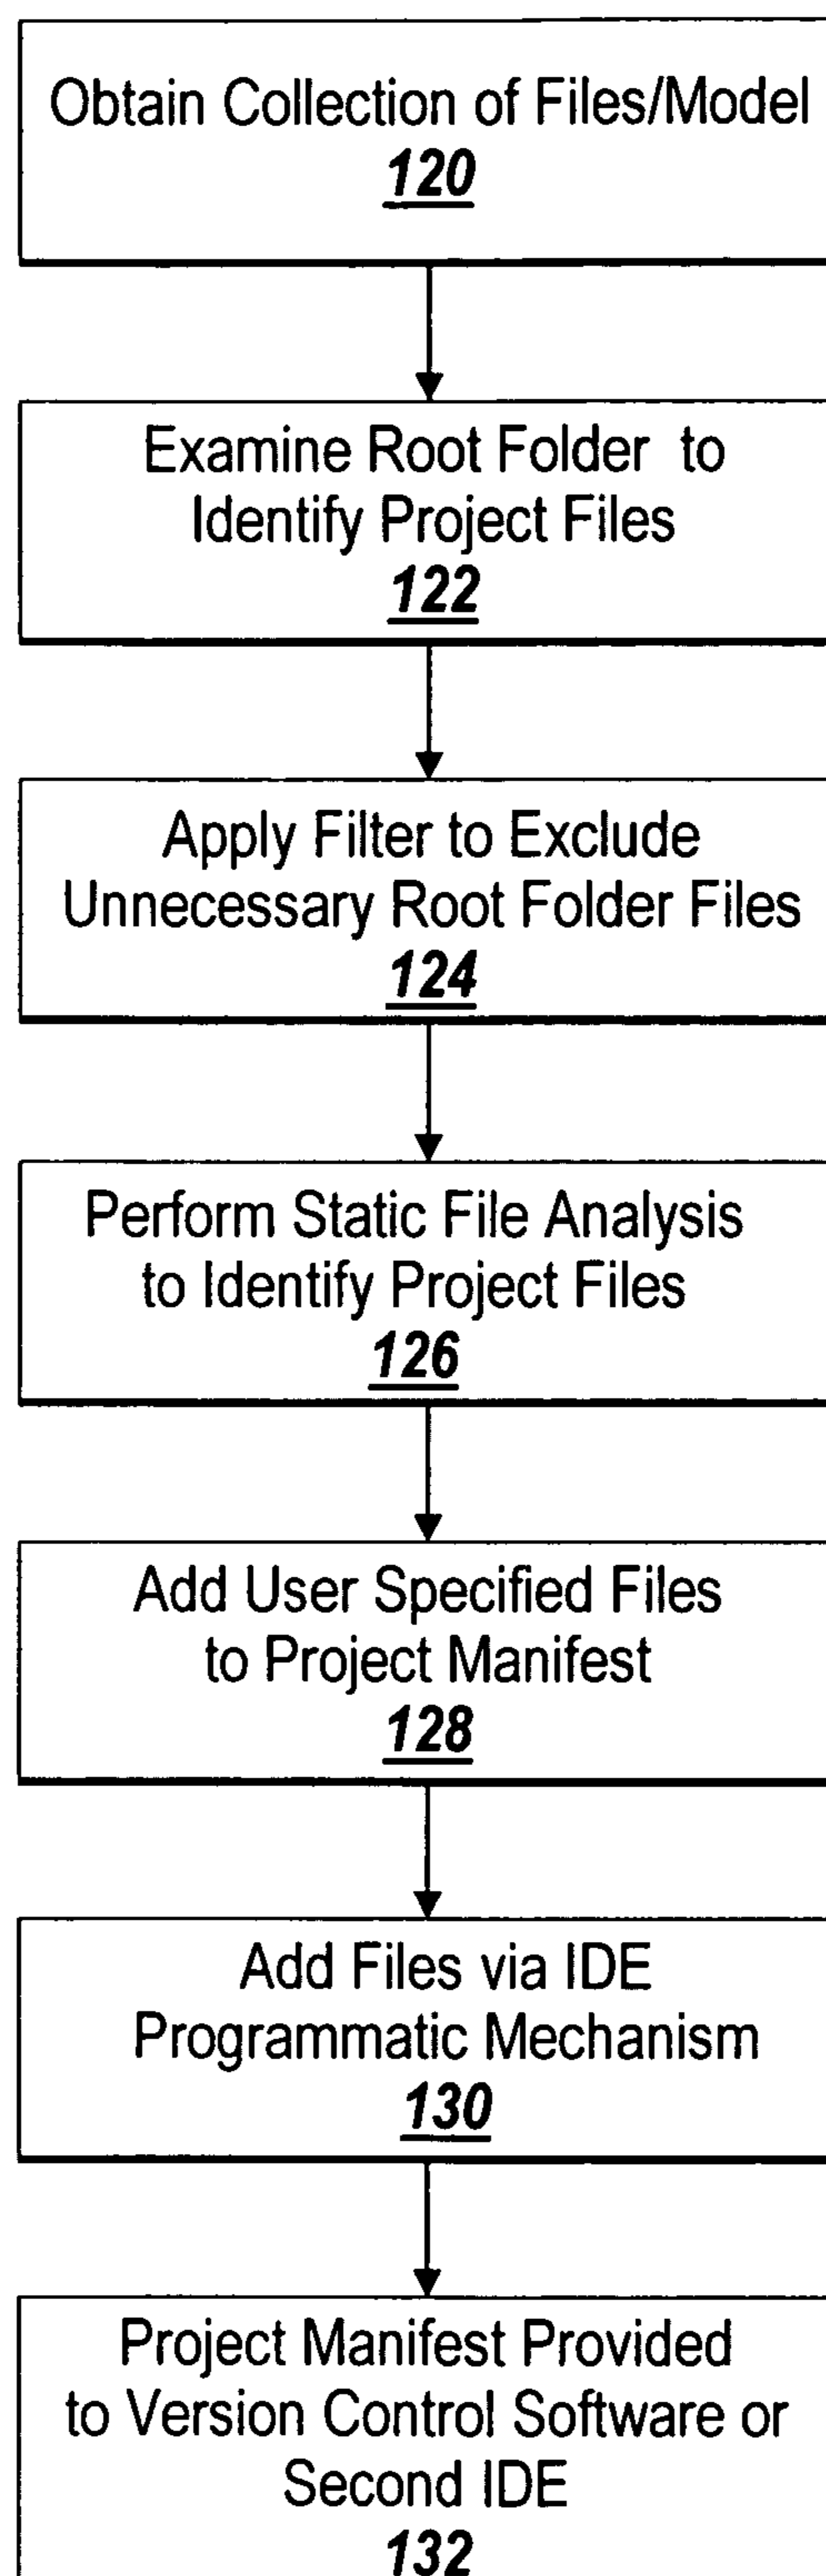 Obtain Collection of Files/Model
120
Examine Root Folder to
Identify Project Files
122
Apply Filter to Exclude
Unnecessary Root Folder Files
124
Perform Static File Analysis
to Identify Project Files
126
Add User Specified Files
to Project Manifest
128
Add Files via IDE
Programmatic Mechanism
130
Project Manifest Provided
to Version Control Software or
Second IDE
132